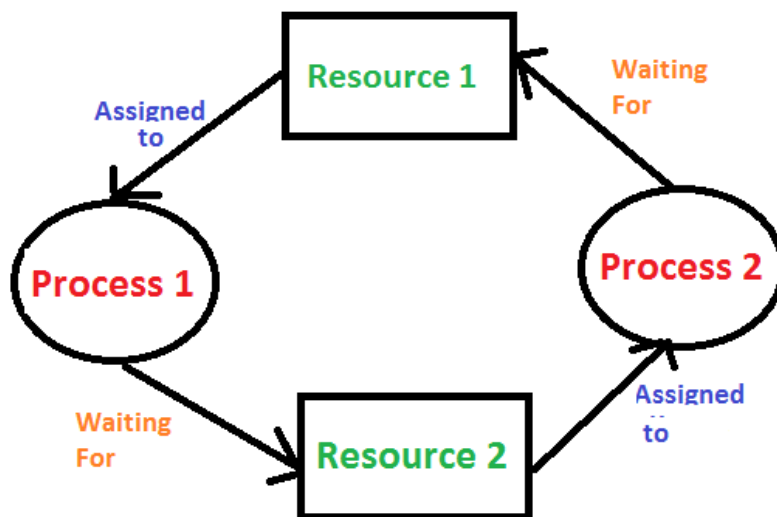 Resource 1
Waiting
For
Assigned
to
Process 1
Process 2
Waiting
For
Resource 2
Assigned
to